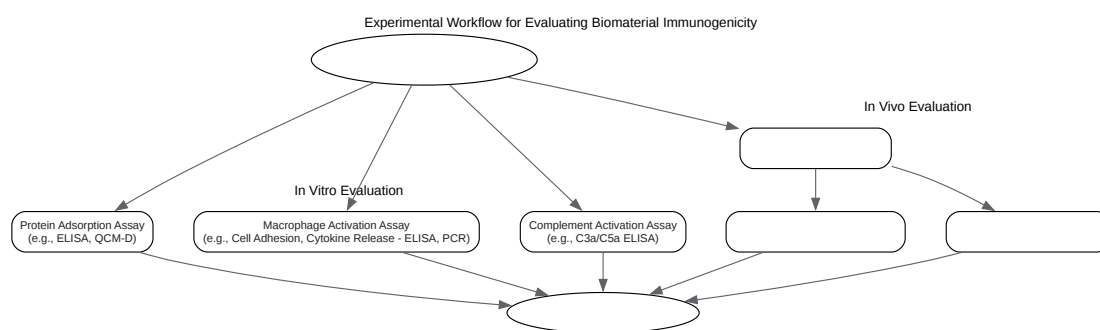 Experimental Workflow for Evaluating Biomaterial Immunogenicity
In Vivo Evaluation
In Vitro Evaluation
Protein Adsorption Assay
(e.g., ELISA, QCM-D)
Macrophage Activation Assay
(e.g., Cell Adhesion, Cytokine Release - ELISA, PCR)
Complement Activation Assay
(e.g., C3a/C5a ELISA)